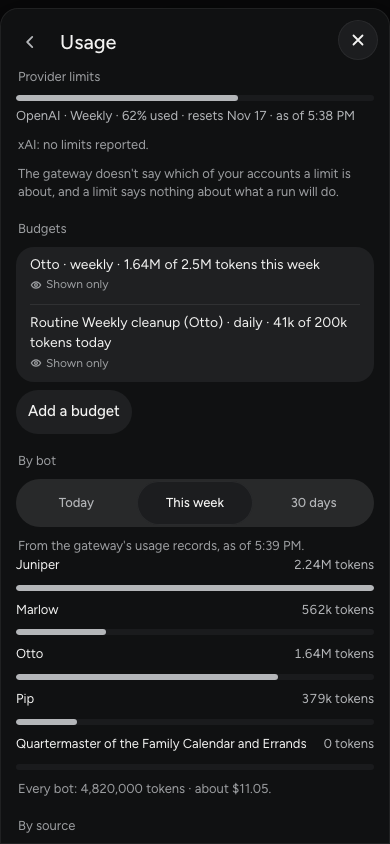 Usage
Provider limits
OpenAI · Weekly · 62% used · resets Nov 17 · as of 5:38 PM
xAI: no limits reported.
The gateway doesn't say which of your accounts a limit is
about, and a limit says nothing about what a run will do.
Budgets
Otto · weekly · 1.64M of 2.5M tokens this week
Shown only
Routine Weekly cleanup (Otto) · daily · 41k of 200k
tokens today
Shown only
Add a budget
By bot
Today This week 30 days
From the gateway's usage records, as of 5:39 PM.
Juniper 2.24M tokens
Marlow 562k tokens
Otto 1.64M tokens
Pip 379k tokens
Quartermaster of the Family Calendar and Errands 0 tokens
Every bot: 4,820,000 tokens · about $11.05.
By source